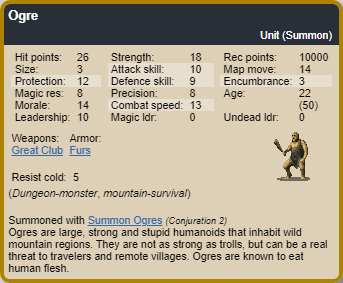 Ogre
Unit (Summon)
Hit points: 26 Strength: 18 Rec points: 10000
Size: 3 Attack skill: 10 Map move: 14
Protection: 12 Defence skill: 9 Encumbrance: 3
Magic res: 8 Precision: 8 Age: 22
Morale: 14 Combat speed: 13 (50)
Leadership: 10 Magic ldr: 0 Undead ldr: 0
Weapons: Armor:
Great Club Furs
Resist cold: 5
(Dungeon-monster, mountain-survival)
Summoned with Summon Ogres (Conjuration 2)
Ogres are large, strong and stupid humanoids that inhabit wild
mountain regions. They are not as strong as trolls, but can be a real
threat to travelers and remote villages. Ogres are known to eat
human flesh.